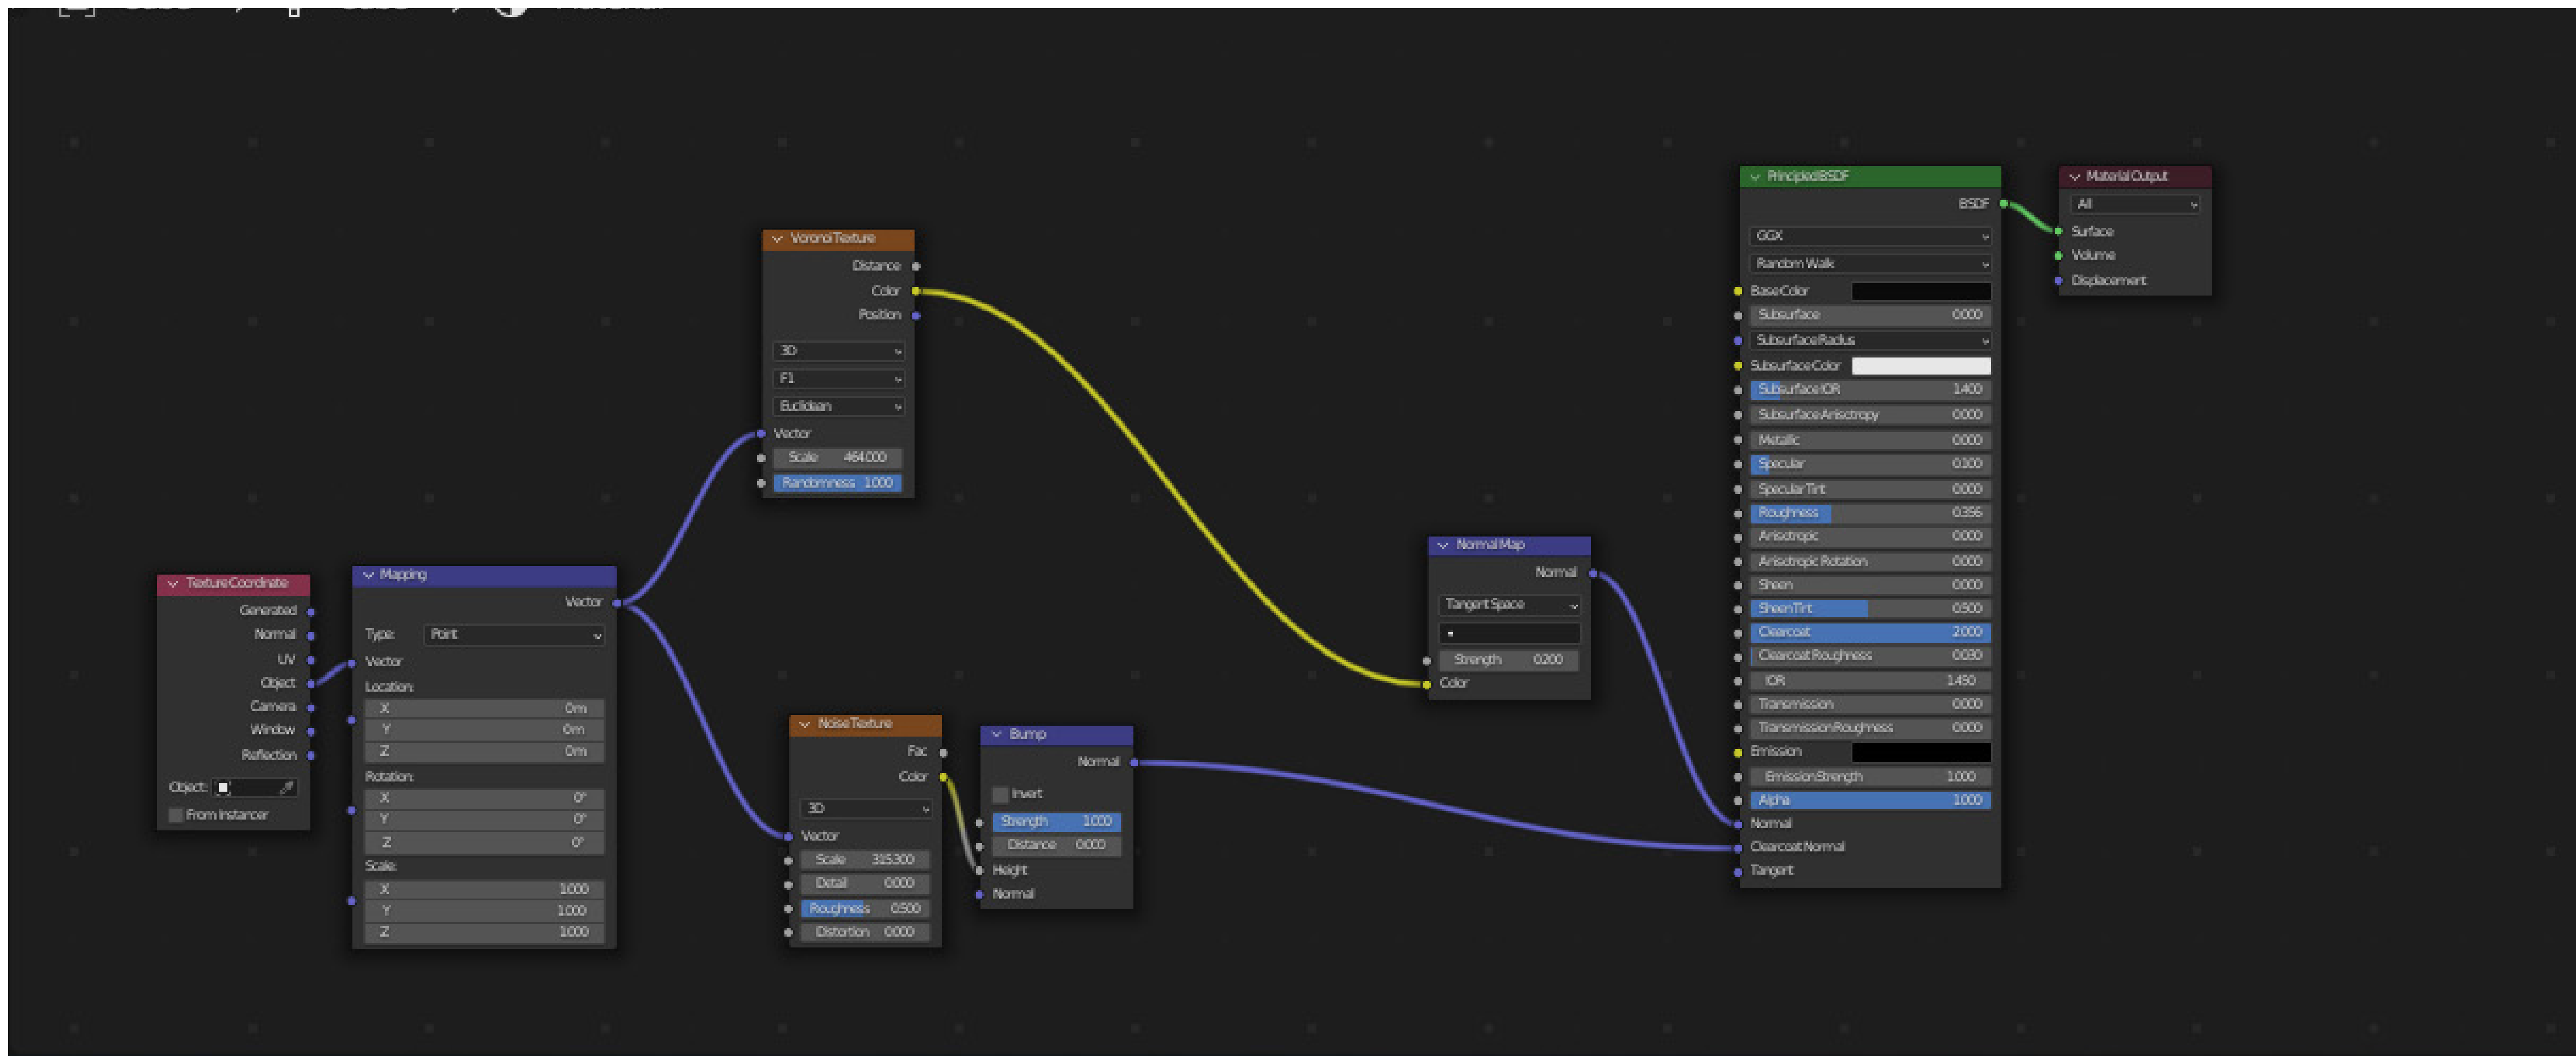 Texture Coordinate
Generated
Normal
UV
Object
Camera
Window
Reflection
Object:
From Instancer
Mapping
Vector
Type: Point
Vector
Location:
X 0 m
Y 0 m
Z 0 m
Rotation:
X 0°
Y 0°
Z 0°
Scale:
X 1.000
Y 1.000
Z 1.000
Voronoi Texture
Distance
Color
Position
3D
F1
Euclidean
Vector
Scale 464.000
Randomness 1.000
Noise Texture
Fac
Color
3D
Vector
Scale 315.300
Detail 0.000
Roughness 0.500
Distortion 0.000
Bump
Normal
Invert
Strength 1.000
Distance 0.000
Height
Normal
Normal Map
Normal
Tangent Space
Strength 0.200
Color
Principled BSDF
BSDF
GGX
Random Walk
Base Color
Subsurface 0.000
Subsurface Radius
Subsurface Color
Subsurface IOR 1.400
Subsurface Anisotropy 0.000
Metallic 0.000
Specular 0.100
Specular Tint 0.000
Roughness 0.356
Anisotropic 0.000
Anisotropic Rotation 0.000
Sheen 0.000
Sheen Tint 0.500
Clearcoat 2.000
Clearcoat Roughness 0.030
IOR 1.450
Transmission 0.000
Transmission Roughness 0.000
Emission
Emission Strength 1.000
Alpha 1.000
Normal
Clearcoat Normal
Tangent
Material Output
All
Surface
Volume
Displacement